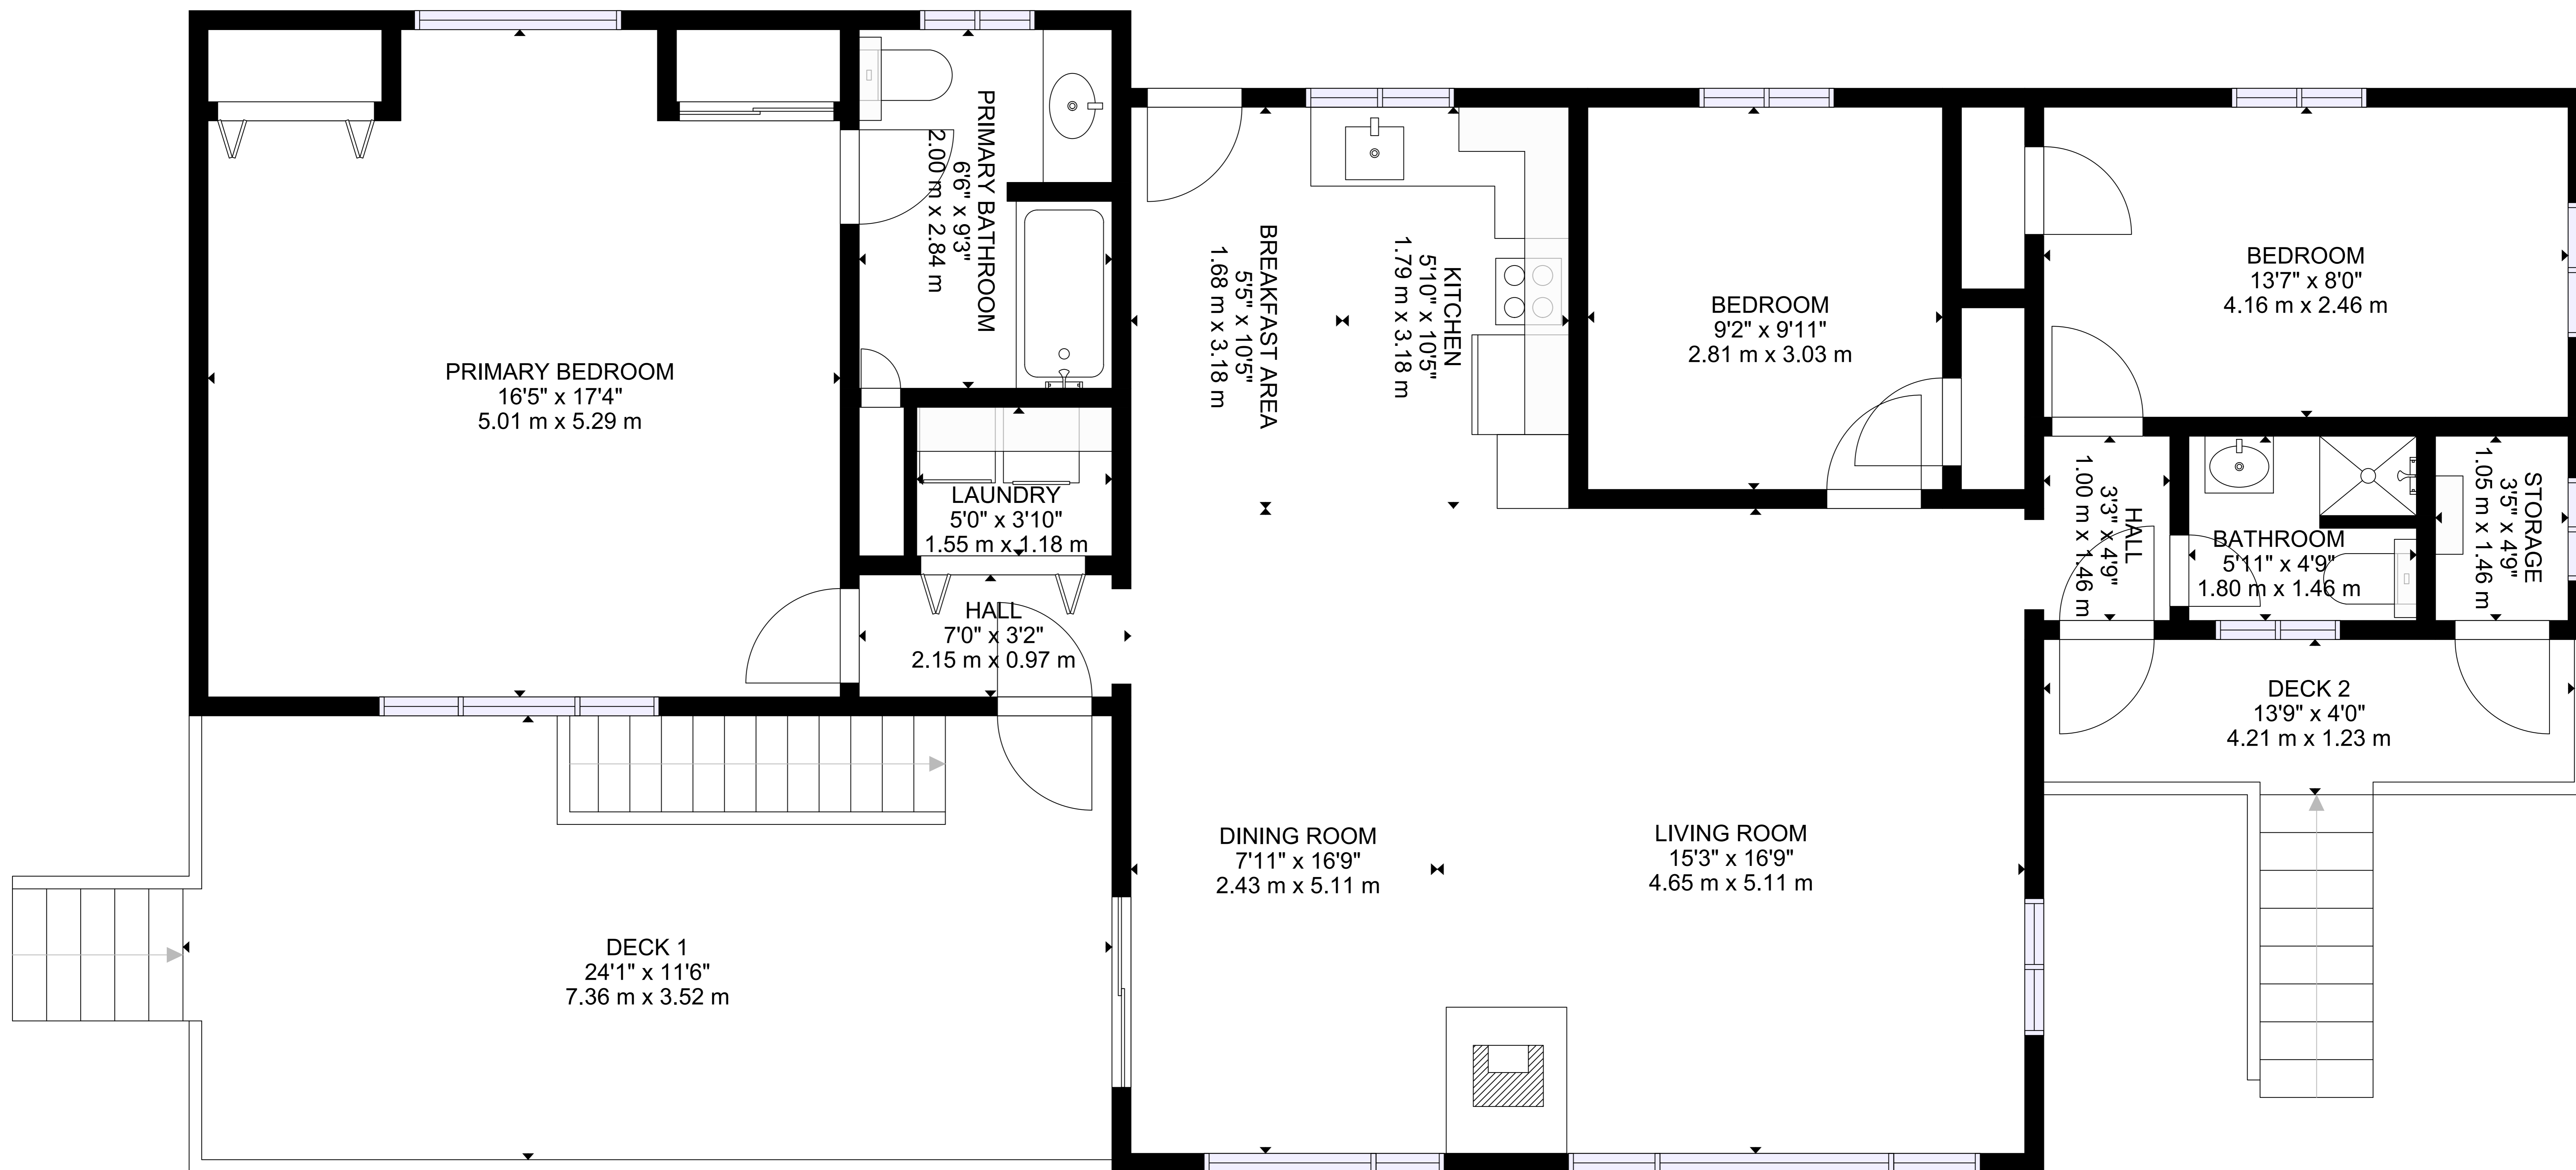 PRIMARY BEDROOM
16'5" x 17'4"
5.01 m x 5.29 m
PRIMARY BATHROOM
6'6" x 9'3"
2.00 m x 2.84 m
LAUNDRY
5'0" x 3'10"
1.55 m x 1.18 m
HALL
7'0" x 3'2"
2.15 m x 0.97 m
BREAKFAST AREA
5'5" x 10'5"
1.68 m x 3.18 m
KITCHEN
5'10" x 10'5"
1.79 m x 3.18 m
BEDROOM
9'2" x 9'11"
2.81 m x 3.03 m
BEDROOM
13'7" x 8'0"
4.16 m x 2.46 m
HALL
3'3" x 4'9"
1.00 m x 1.46 m
BATHROOM
5'11" x 4'9"
1.80 m x 1.46 m
STORAGE
3'5" x 4'9"
1.05 m x 1.46 m
DECK 2
13'9" x 4'0"
4.21 m x 1.23 m
DINING ROOM
7'11" x 16'9"
2.43 m x 5.11 m
LIVING ROOM
15'3" x 16'9"
4.65 m x 5.11 m
DECK 1
24'1" x 11'6"
7.36 m x 3.52 m